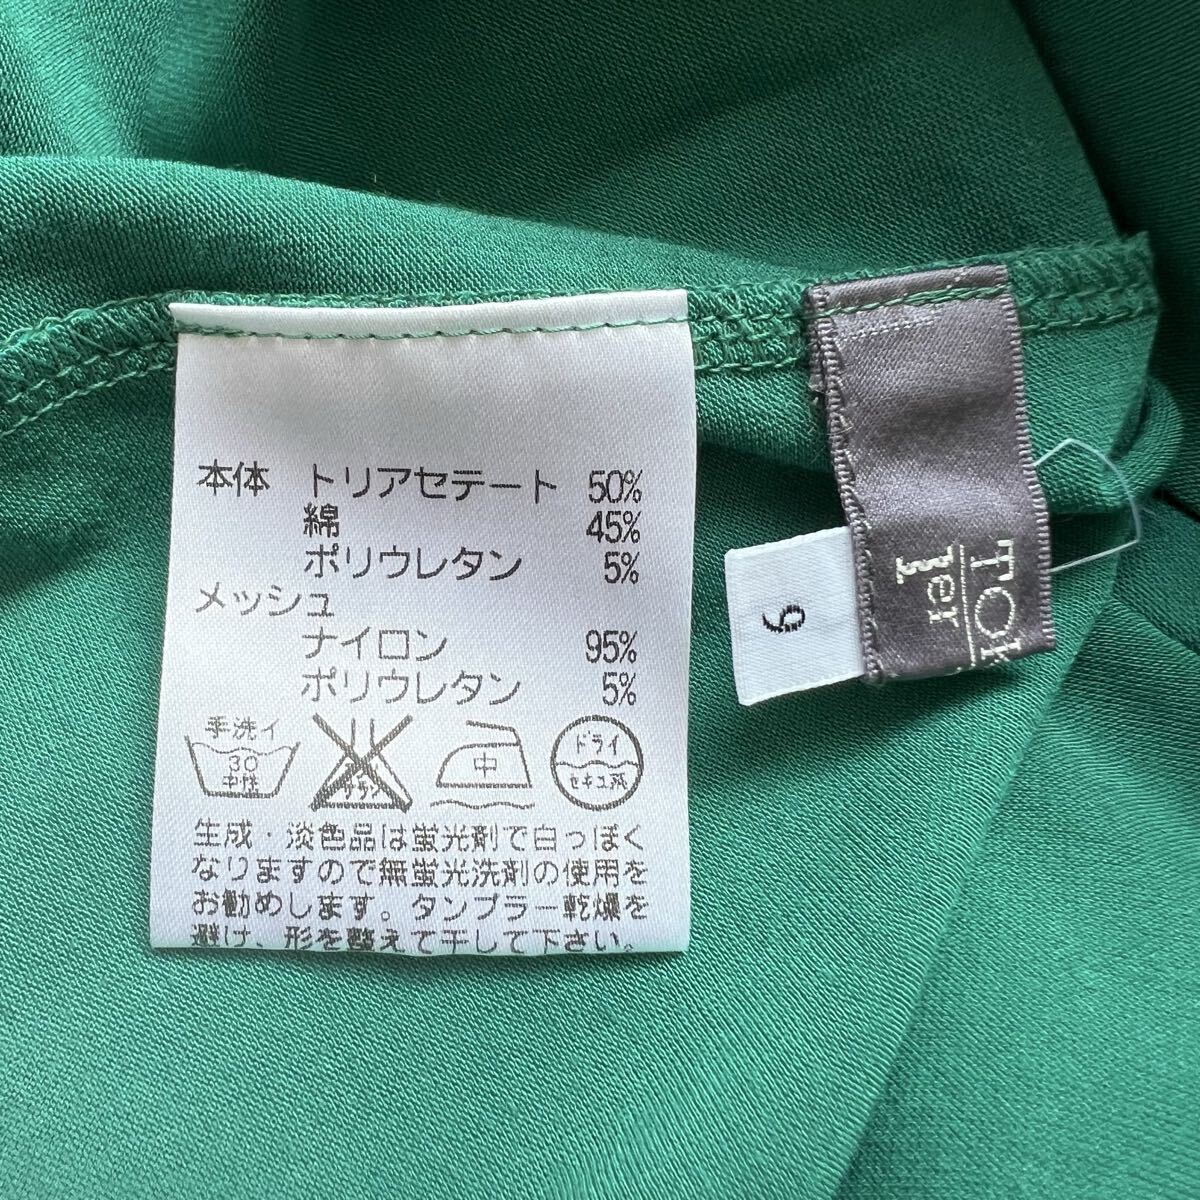 本体 トリアセテート 50%
綿 45%
ポリウレタン 5%
メッシュ
ナイロン 95%
ポリウレタン 5%
手洗イ
30
中性
中
ドライ
セキユ系
生成・淡色品は蛍光剤で白っぽく
なりますので無蛍光洗剤の使用を
お勧めします。タンブラー乾燥を
避け、形を整えて干して下さい。
9